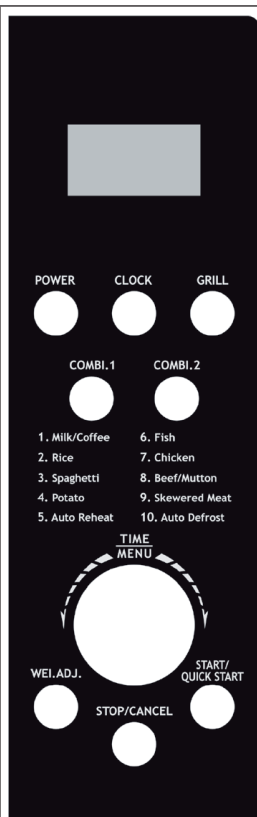 POWER CLOCK GRILL
COMBI.1 COMBI.2
1. Milk/Coffee 6. Fish
2. Rice 7. Chicken
3. Spaghetti 8. Beef/Mutton
4. Potato 9. Skewered Meat
5. Auto Reheat 10. Auto Defrost
TIME
MENU
WEI.ADJ.
START/
QUICK START
STOP/CANCEL